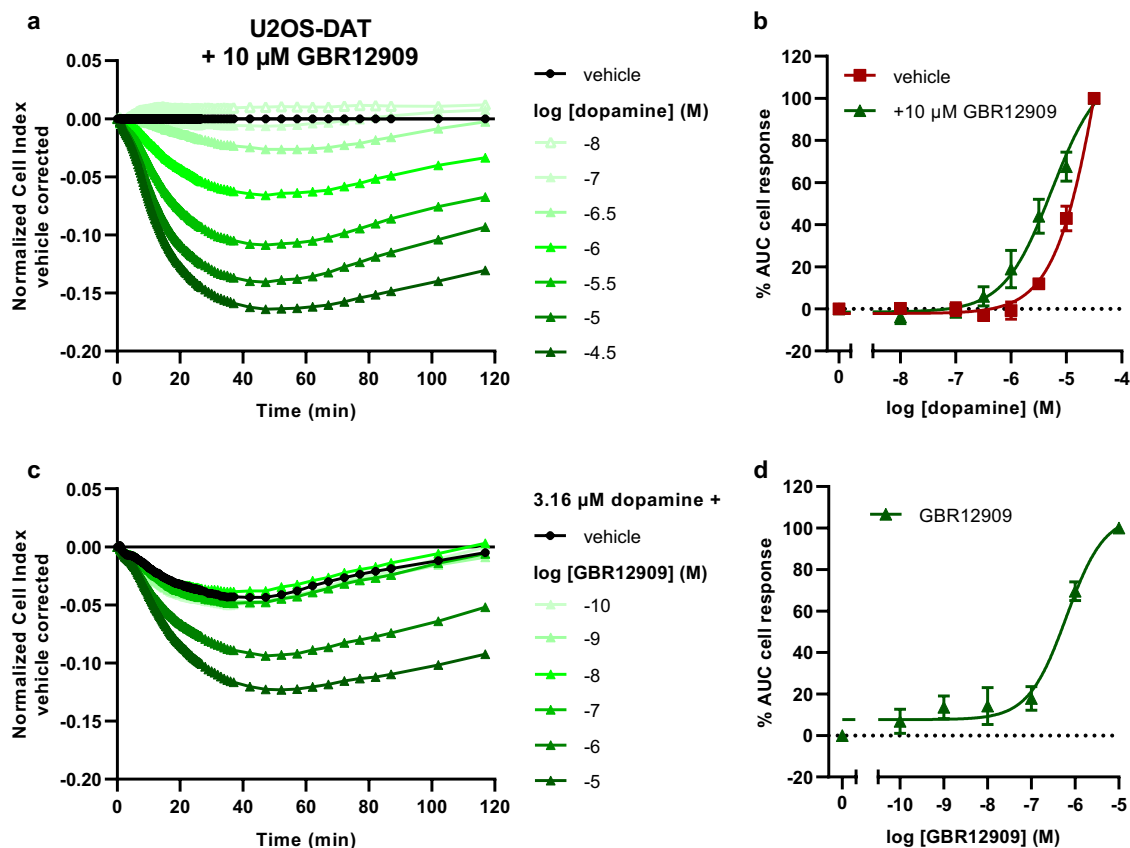 a
U2OS-DAT
+ 10 µM GBR12909
Normalized Cell Index
vehicle corrected
0.05
0.00
-0.05
-0.10
-0.15
-0.20
0 20 40 60 80 100 120
Time (min)
vehicle
log [dopamine] (M)
-8
-7
-6.5
-6
-5.5
-5
-4.5
b
% AUC cell response
120
100
80
60
40
20
0
-20
vehicle
+10 µM GBR12909
0 -8 -7 -6 -5 -4
log [dopamine] (M)
c
Normalized Cell Index
vehicle corrected
0.05
0.00
-0.05
-0.10
-0.15
-0.20
0 20 40 60 80 100 120
Time (min)
3.16 µM dopamine +
vehicle
log [GBR12909] (M)
-10
-9
-8
-7
-6
-5
d
% AUC cell response
120
100
80
60
40
20
0
-20
GBR12909
0 -10 -9 -8 -7 -6 -5
log [GBR12909] (M)